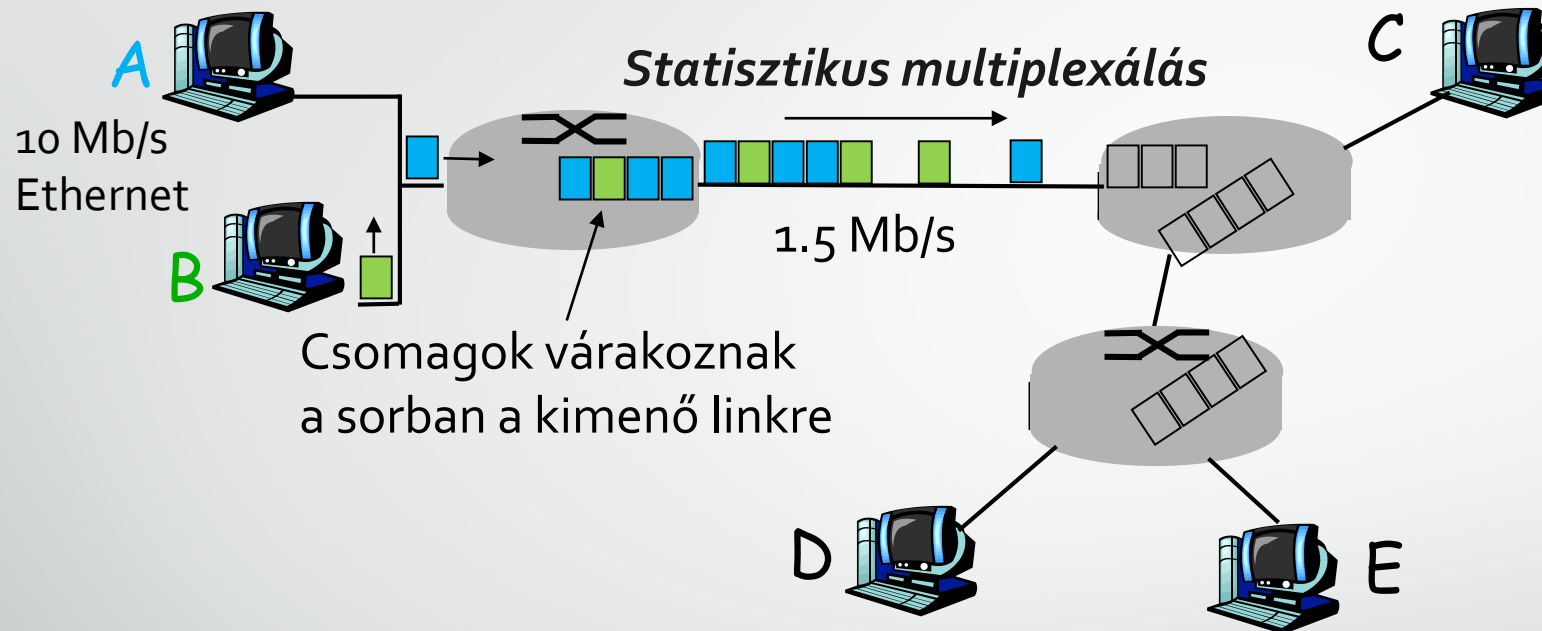 A
Statisztikus multiplexálás
C
10 Mb/s
Ethernet
1.5 Mb/s
B
Csomagok várakoznak
a sorban a kimenő linkre
D
E